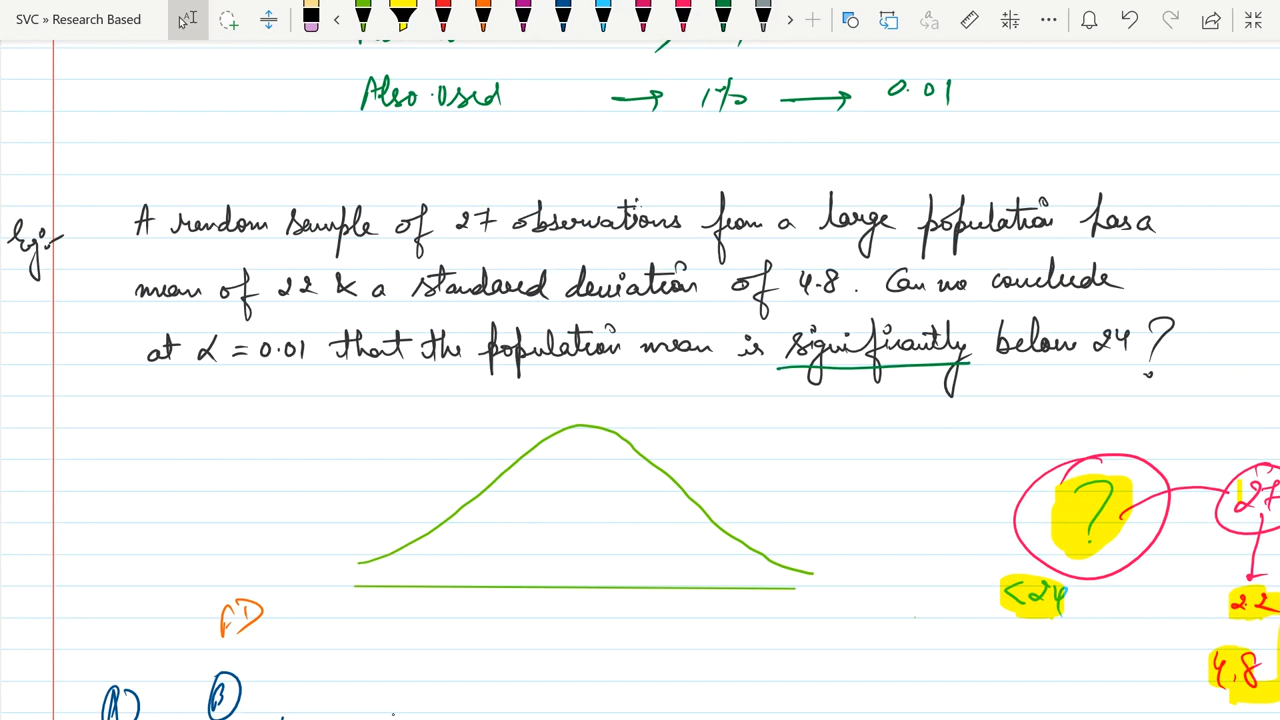 SVC » Research Based
Also Used → 1% → 0.01
Eg:-
A random sample of 27 observations from a large population has a
mean of 22 & a standard deviation of 4.8. Can we conclude
at α = 0.01 that the population mean is significantly below 24 ?
?
27
<24
22
4.8
B